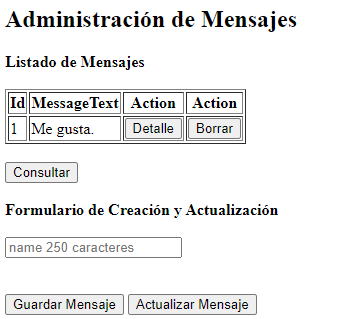 Administración de Mensajes
Listado de Mensajes
Id MessageText Action Action
1 Me gusta. Detalle Borrar
Consultar
Formulario de Creación y Actualización
name 250 caracteres
Guardar Mensaje Actualizar Mensaje